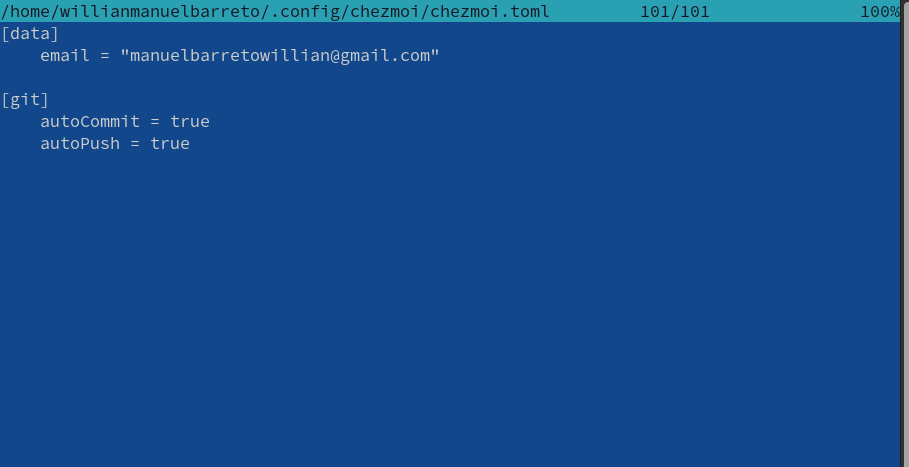 /home/willianmanuelbarreto/.config/chezmoi/chezmoi.toml 101/101 100%
[data]
    email = "manuelbarretowillian@gmail.com"

[git]
    autoCommit = true
    autoPush = true